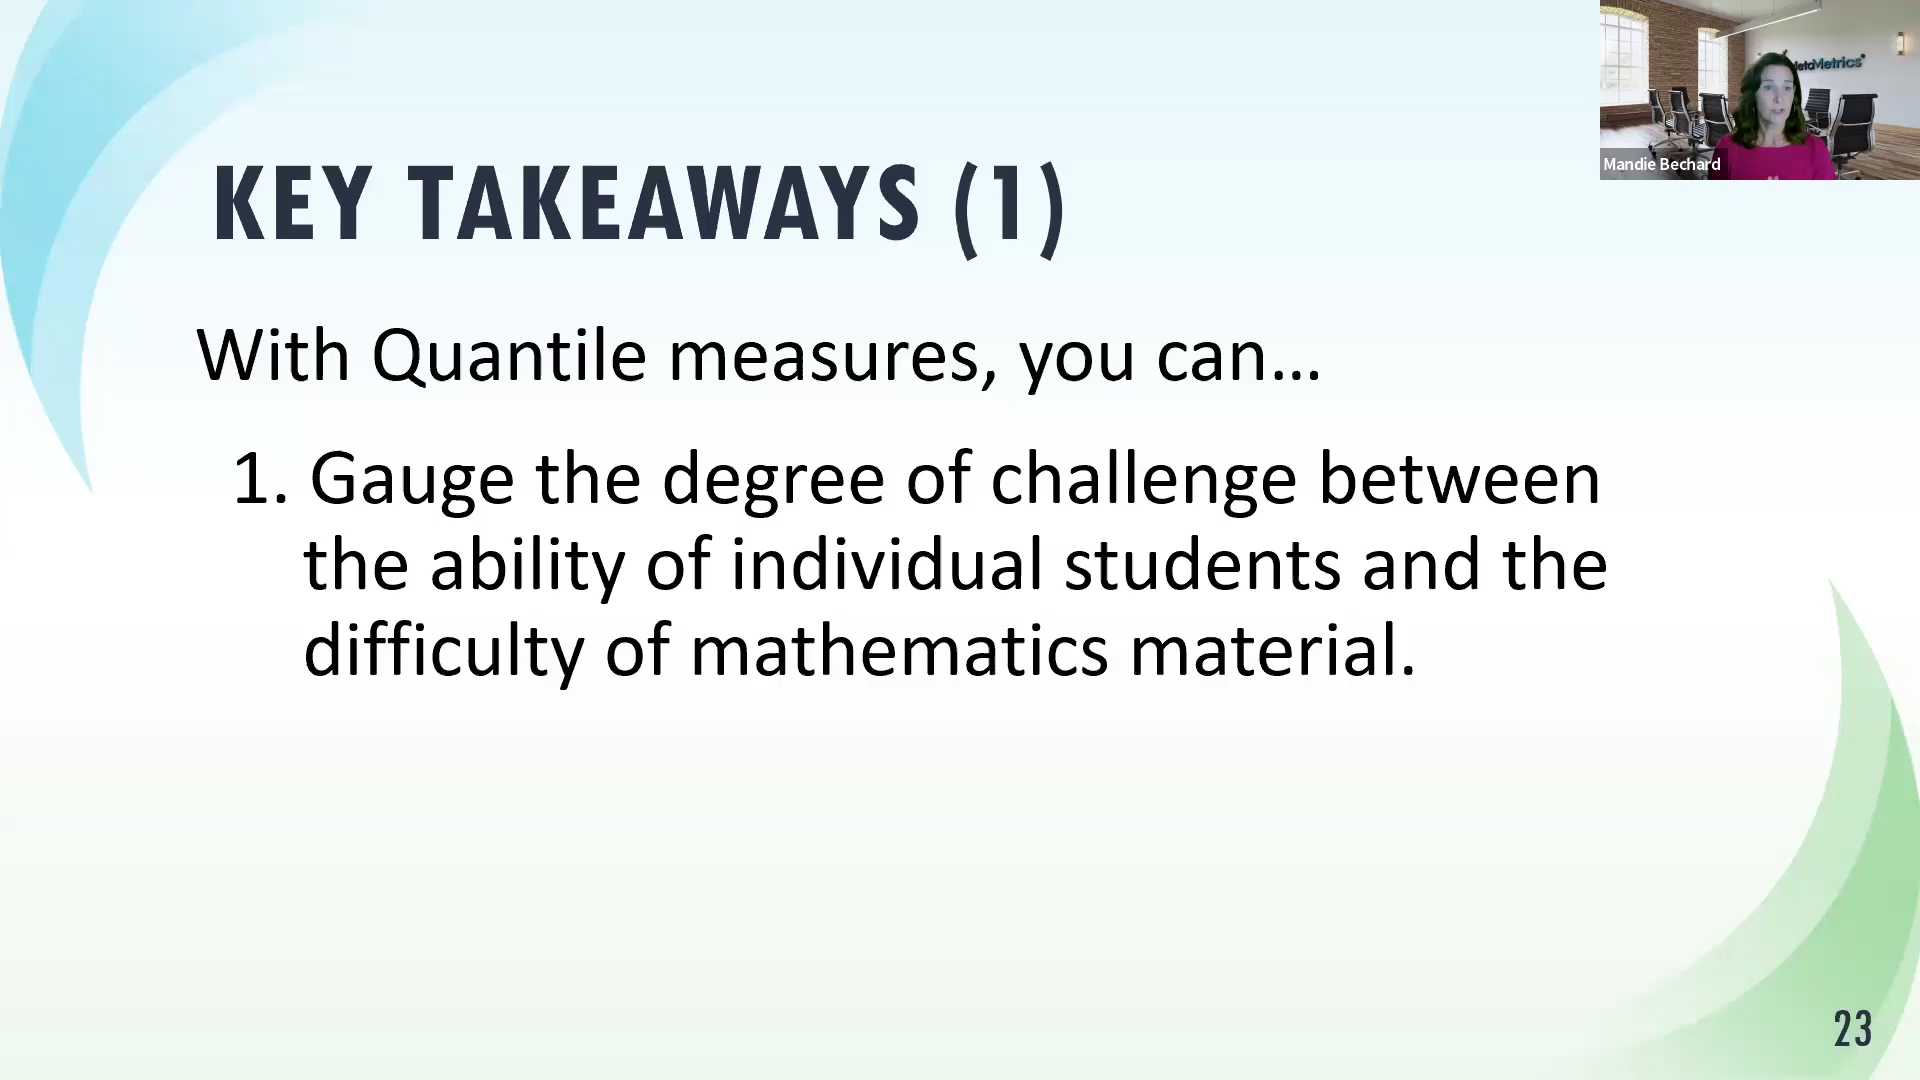 MetaMetrics
Mandie Bechard
KEY TAKEAWAYS (1)
With Quantile measures, you can...
1. Gauge the degree of challenge between
the ability of individual students and the
difficulty of mathematics material.
23